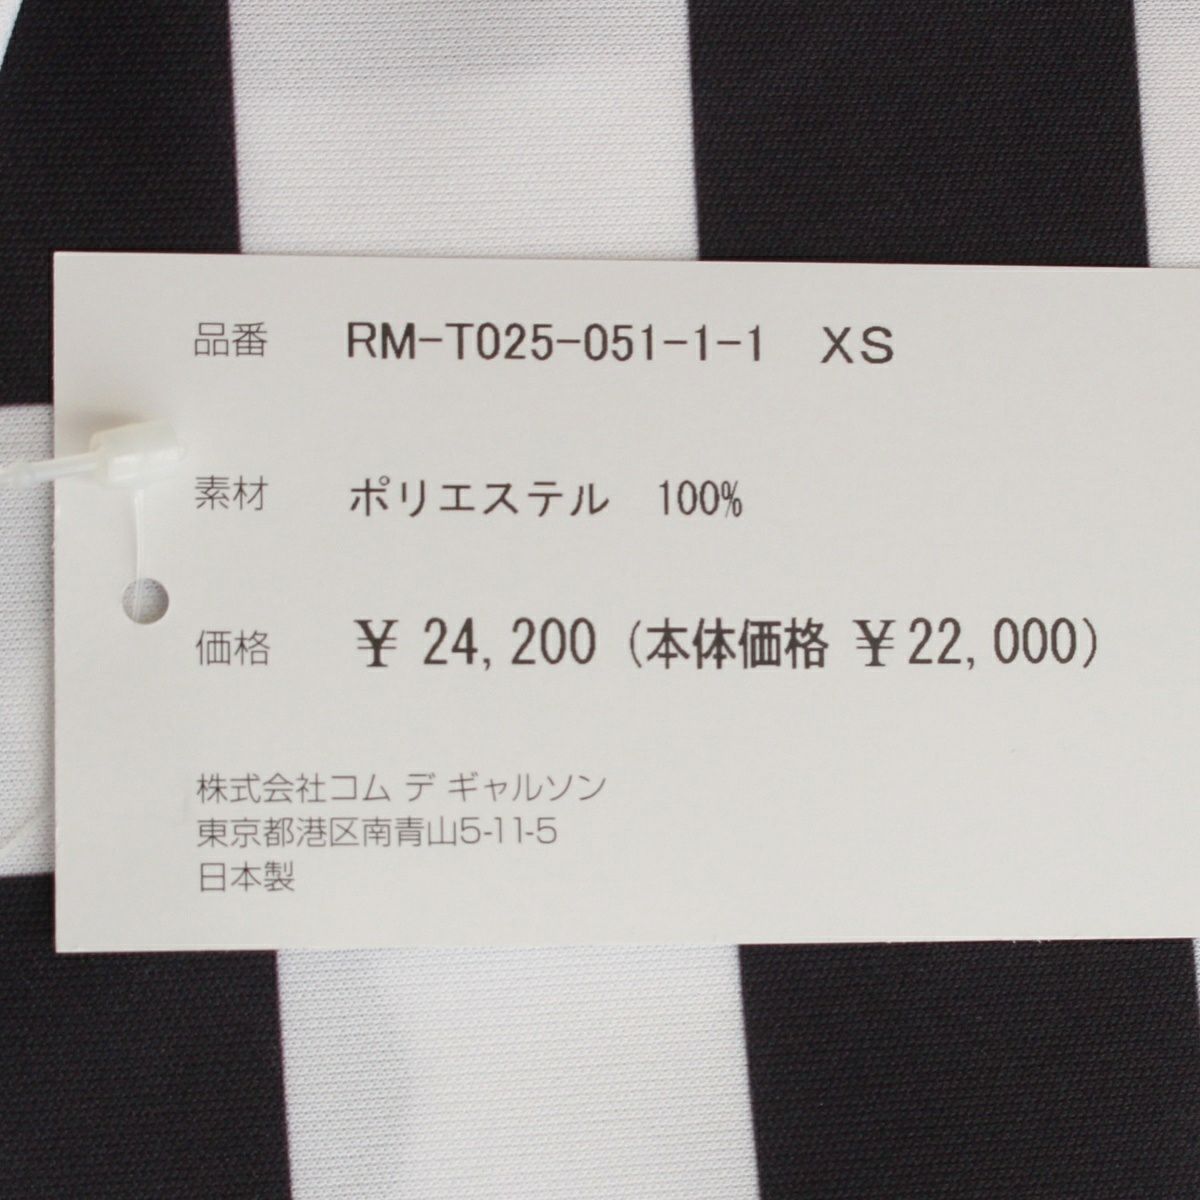 品番 RM-T025-051-1-1 XS
素材 ポリエステル 100%
価格 ¥ 24,200 (本体価格 ¥22,000)
株式会社コム デ ギャルソン
東京都港区南青山5-11-5
日本製